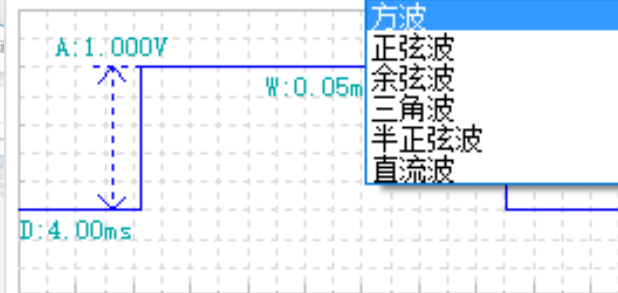 方波
A:1.000V
正弦波
余弦波
W:0.05m
三角波
半正弦波
直流波
D:4.00ms